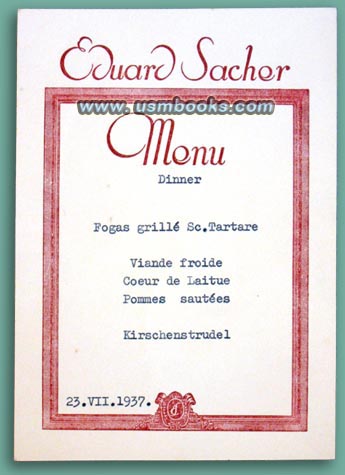 Eduard Sacher
www.usmbooks.com
Menu
Dinner
Fogas grillé Sc.Tartare
Viande froide
Coeur de Laitue
Pommes sautées
Kirschenstrudel
23.VII.1937.